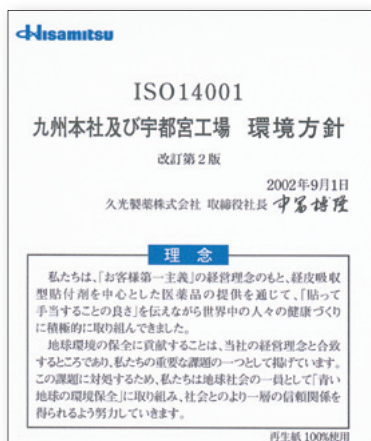 Hisamitsu
ISO14001
九州本社及び宇都宮工場 環境方針
改訂第2版
2002年9月1日
久光製薬株式会社 取締役社長 中冨博隆
理念
私たちは、「お客様第一主義」の経営理念のもと、経皮吸収
型貼付剤を中心とした医薬品の提供を通じて、「貼って
手当することの良さ」を伝えながら世界中の人々の健康づくり
に積極的に取り組んできました。
地球環境の保全に貢献することは、当社の経営理念と合致
するところであり、私たちの重要な課題の一つとして掲げています。
この課題に対処するため、私たちは地球社会の一員として「青い
地球の環境保全」に取り組み、社会とのより一層の信頼関係を
得られるよう努力していきます。
再生紙 100%使用